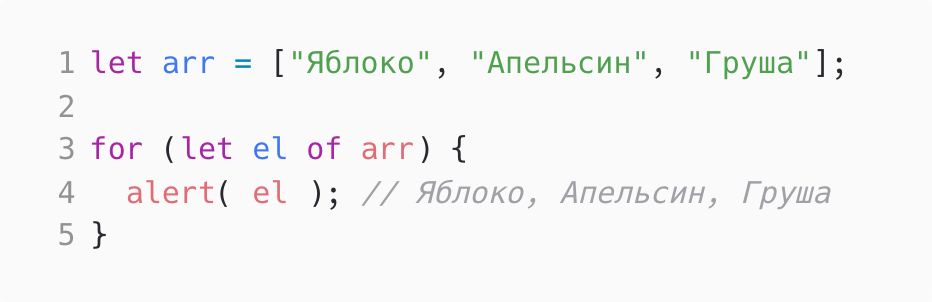 1 let arr = ["Яблоко", "Апельсин", "Груша"];
2
3 for (let el of arr) {
4   alert( el ); // Яблоко, Апельсин, Груша
5 }